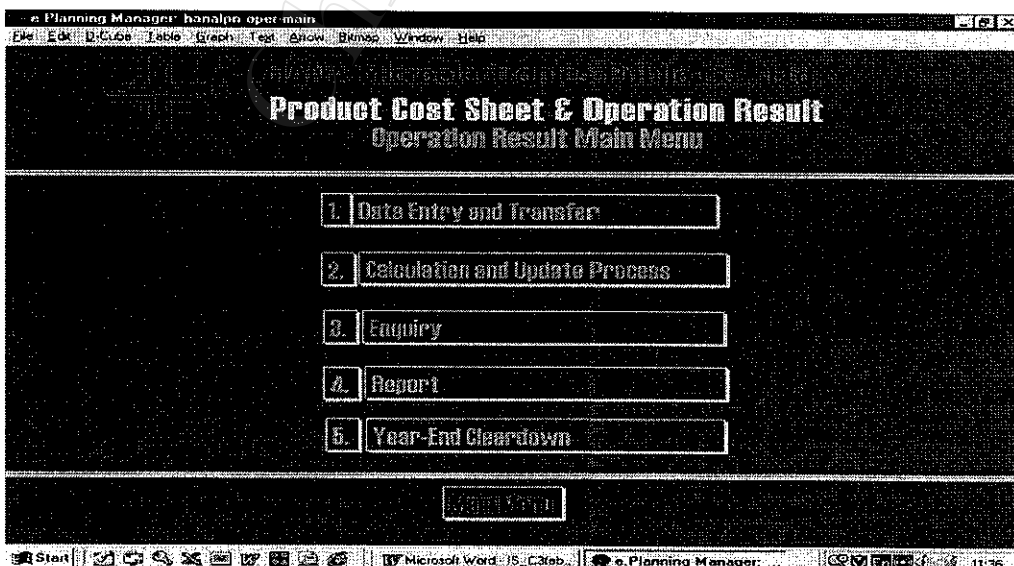 e.Planning Manager: hanalpn oper-main
File Edit D-Cube Table Graph Text Arrow Bitmap Window Help
Product Cost Sheet & Operation Result
Operation Result Main Menu
1. Data Entry and Transfer
2. Calculation and Update Process
3. Enquiry
4. Report
5. Year-End Cleardown
Main Menu
Start Microsoft Word e.Planning Manager: ... 11:36